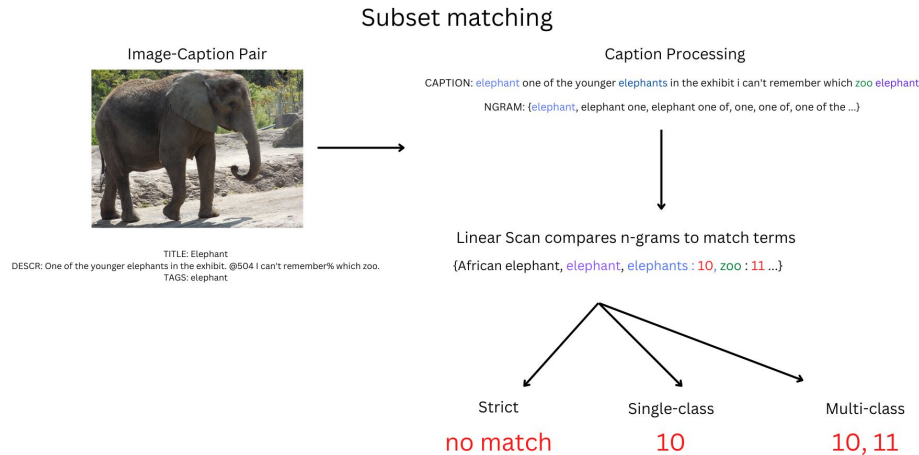 Subset matching
Image-Caption Pair
TITLE: Elephant
DESCR: One of the younger elephants in the exhibit. @504 I can't remember% which zoo.
TAGS: elephant
Caption Processing
CAPTION: elephant one of the younger elephants in the exhibit i can't remember which zoo elephant
NGRAM: {elephant, elephant one, elephant one of, one, one of, one of the ...}
Linear Scan compares n-grams to match terms
{African elephant, elephant, elephants : 10, zoo : 11 ...}
Strict
no match
Single-class
10
Multi-class
10, 11